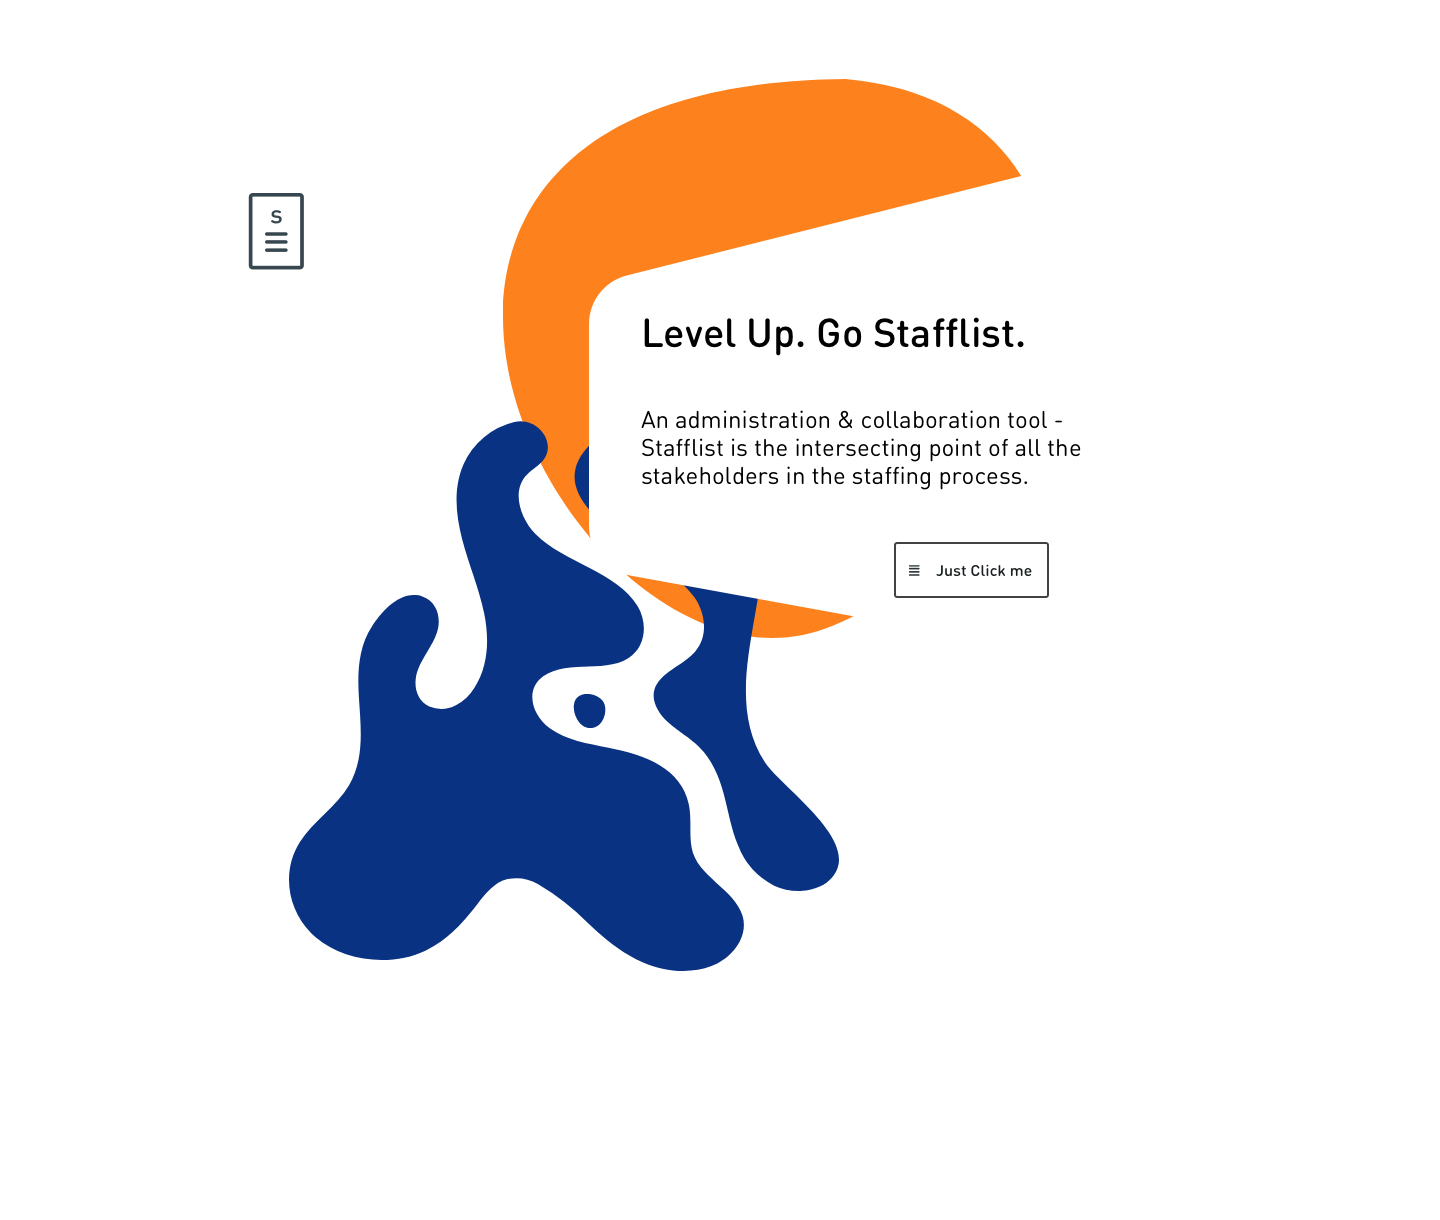 S
Level Up. Go Stafflist.
An administration & collaboration tool -
Stafflist is the intersecting point of all the
stakeholders in the staffing process.
Just Click me